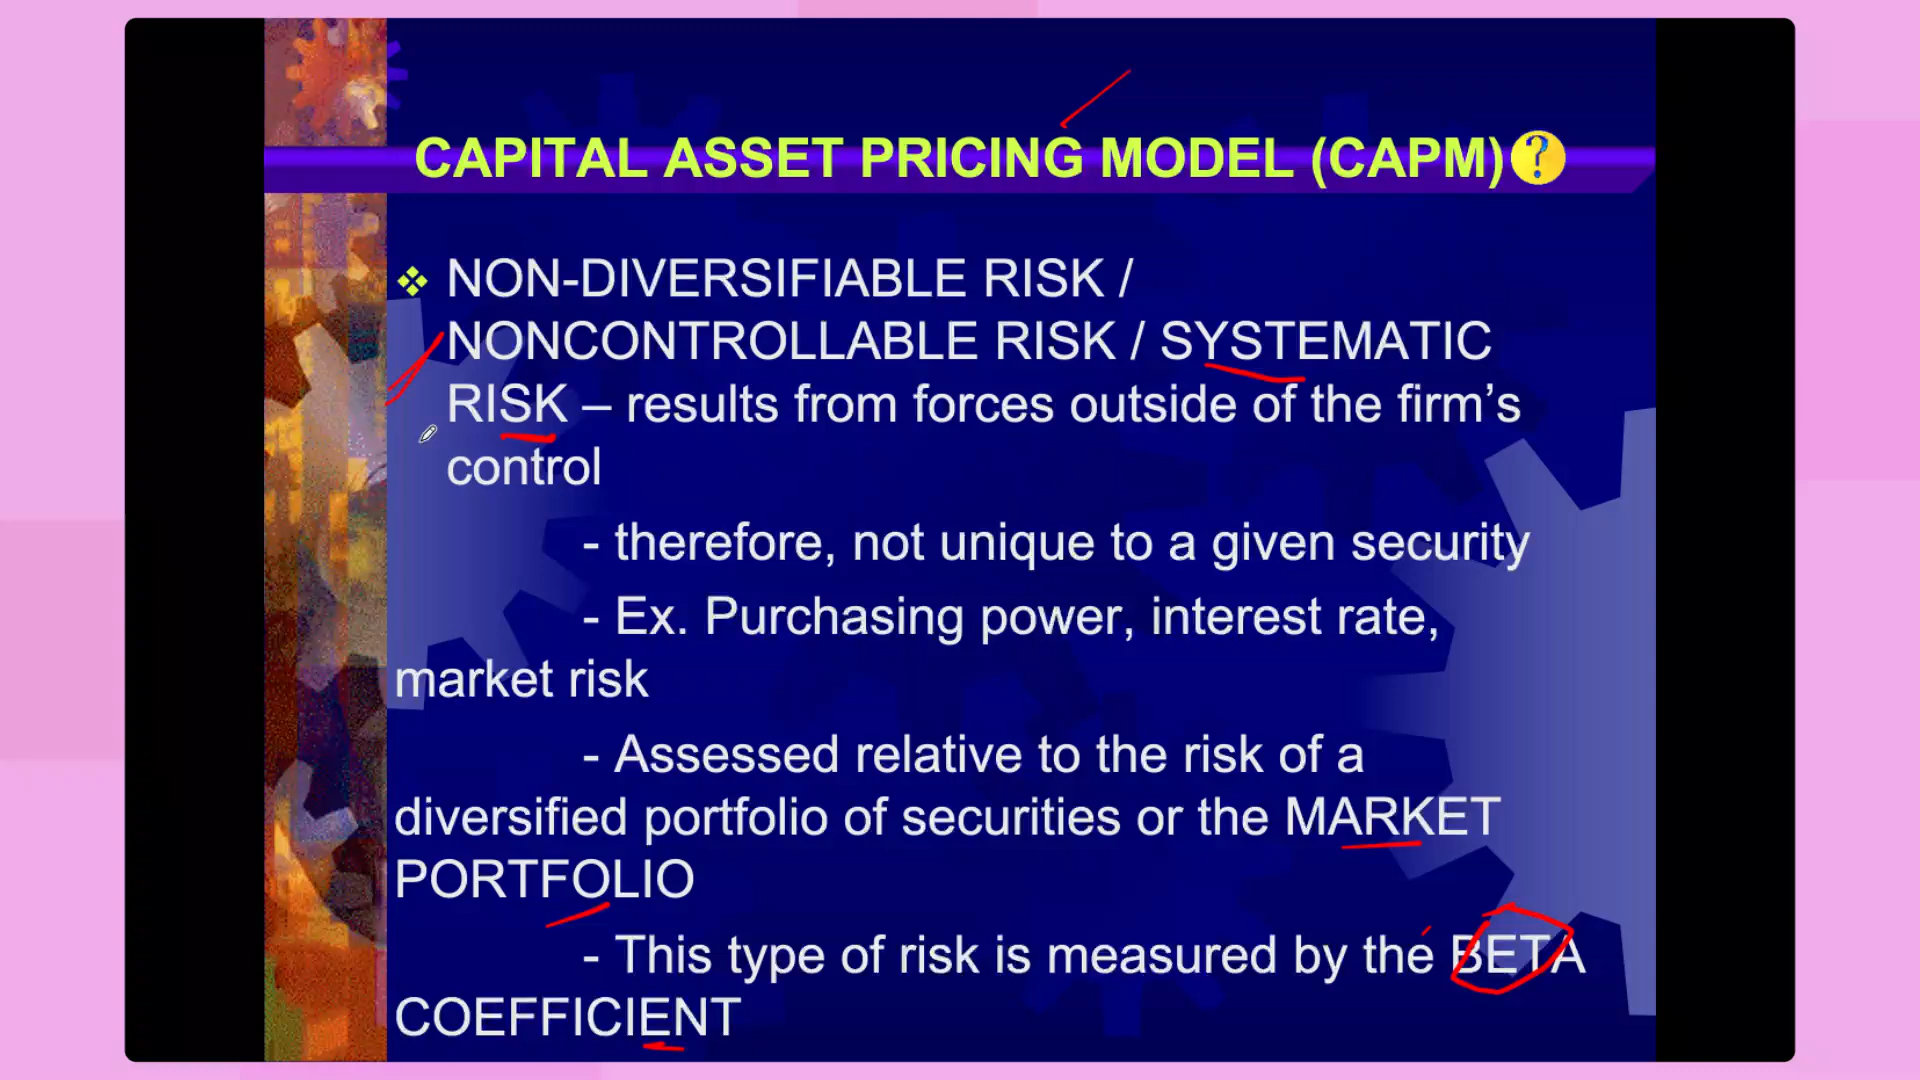 CAPITAL ASSET PRICING MODEL (CAPM)?
NON-DIVERSIFIABLE RISK /
NONCONTROLLABLE RISK / SYSTEMATIC
RISK – results from forces outside of the firm’s
control
- therefore, not unique to a given security
- Ex. Purchasing power, interest rate,
market risk
- Assessed relative to the risk of a
diversified portfolio of securities or the MARKET
PORTFOLIO
- This type of risk is measured by the BETA
COEFFICIENT